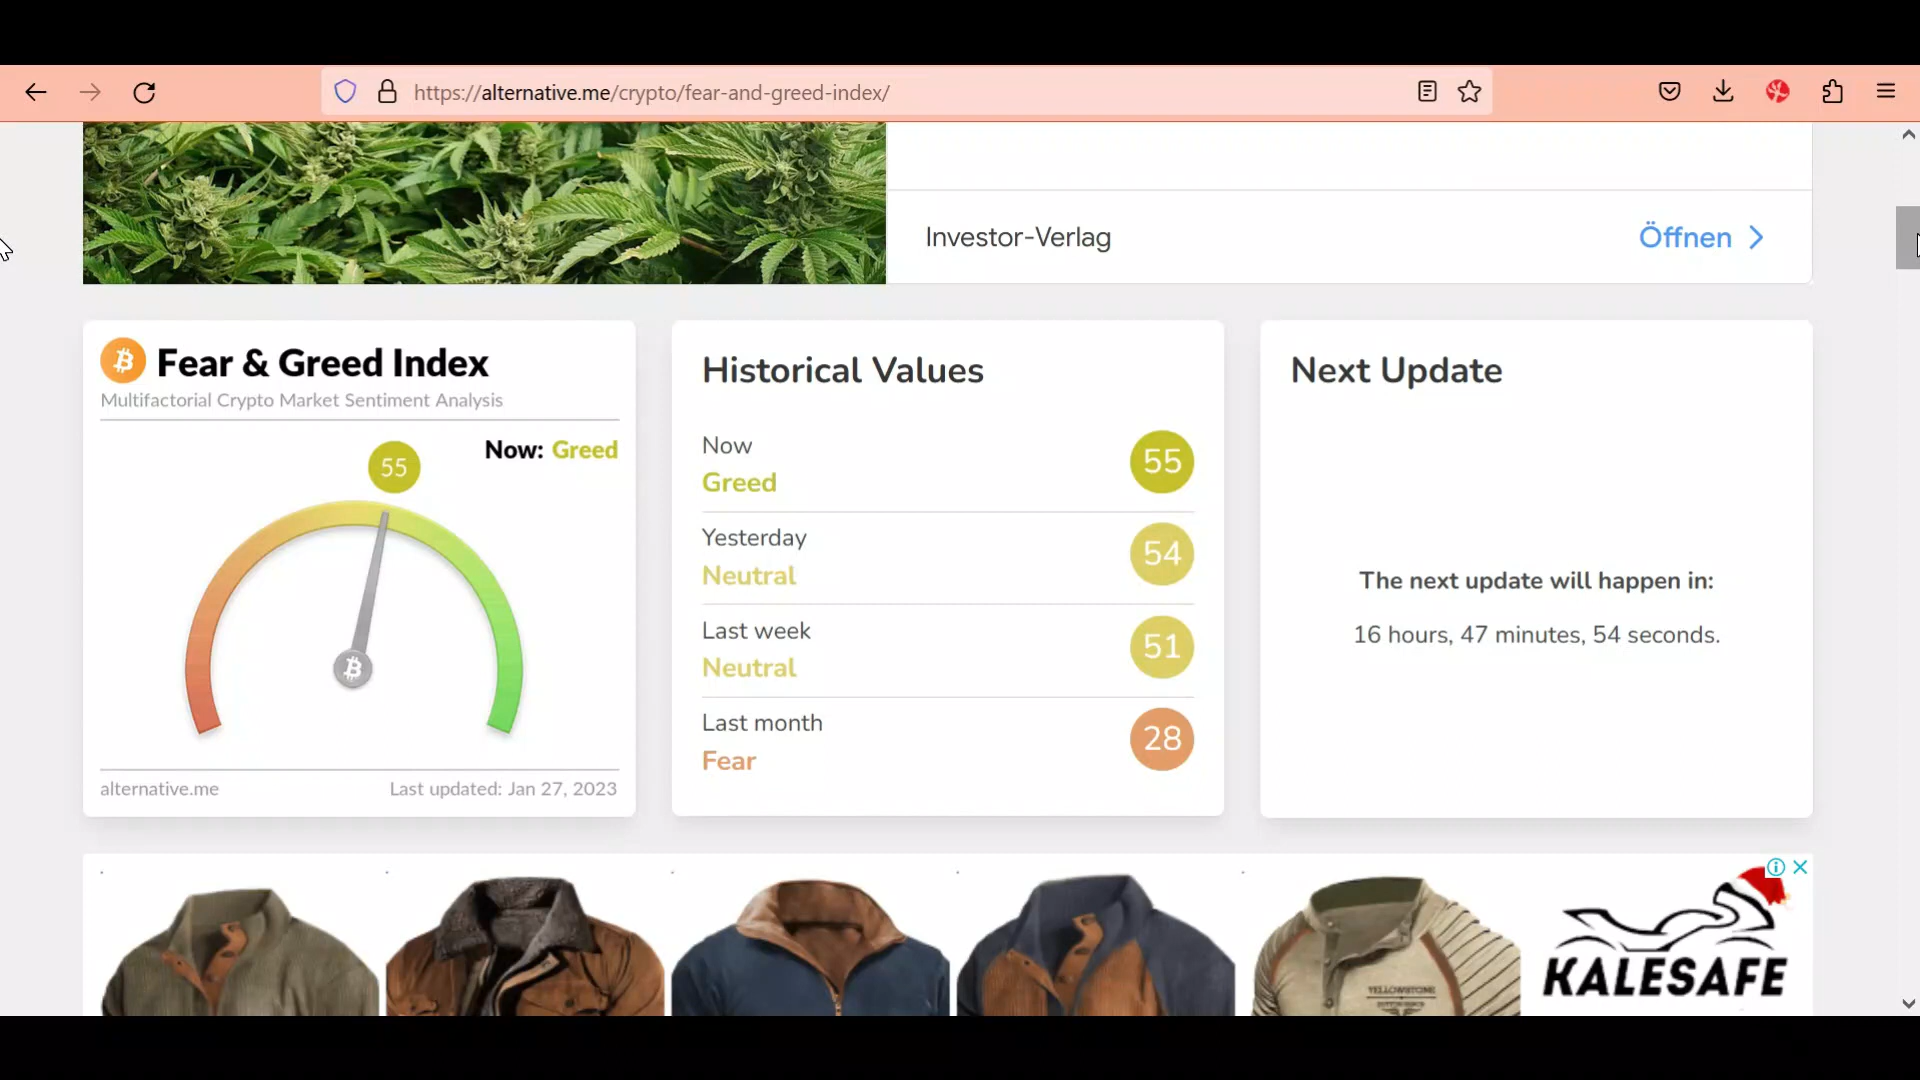 https://alternative.me/crypto/fear-and-greed-index/
Investor-Verlag
Öffnen
Fear & Greed Index
Multifactorial Crypto Market Sentiment Analysis
Now: Greed
55
alternative.me
Last updated: Jan 27, 2023
Historical Values
Now
Greed
55
Yesterday
Neutral
54
Last week
Neutral
51
Last month
Fear
28
Next Update
The next update will happen in:
16 hours, 47 minutes, 54 seconds.
YELLOWSTONE
KALESAFE